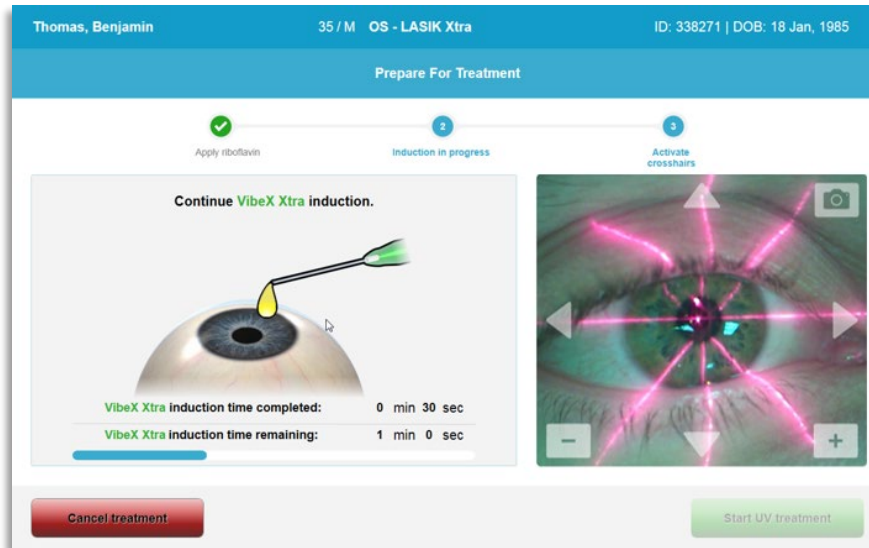 Thomas, Benjamin 35 / M OS - LASIK Xtra ID: 338271 | DOB: 18 Jan, 1985
Prepare For Treatment
2
3
Apply riboflavin
Induction in progress
Activate
crosshairs
Continue VibeX Xtra induction.
VibeX Xtra induction time completed: 0 min 30 sec
VibeX Xtra induction time remaining: 1 min 0 sec
Cancel treatment
Start UV treatment